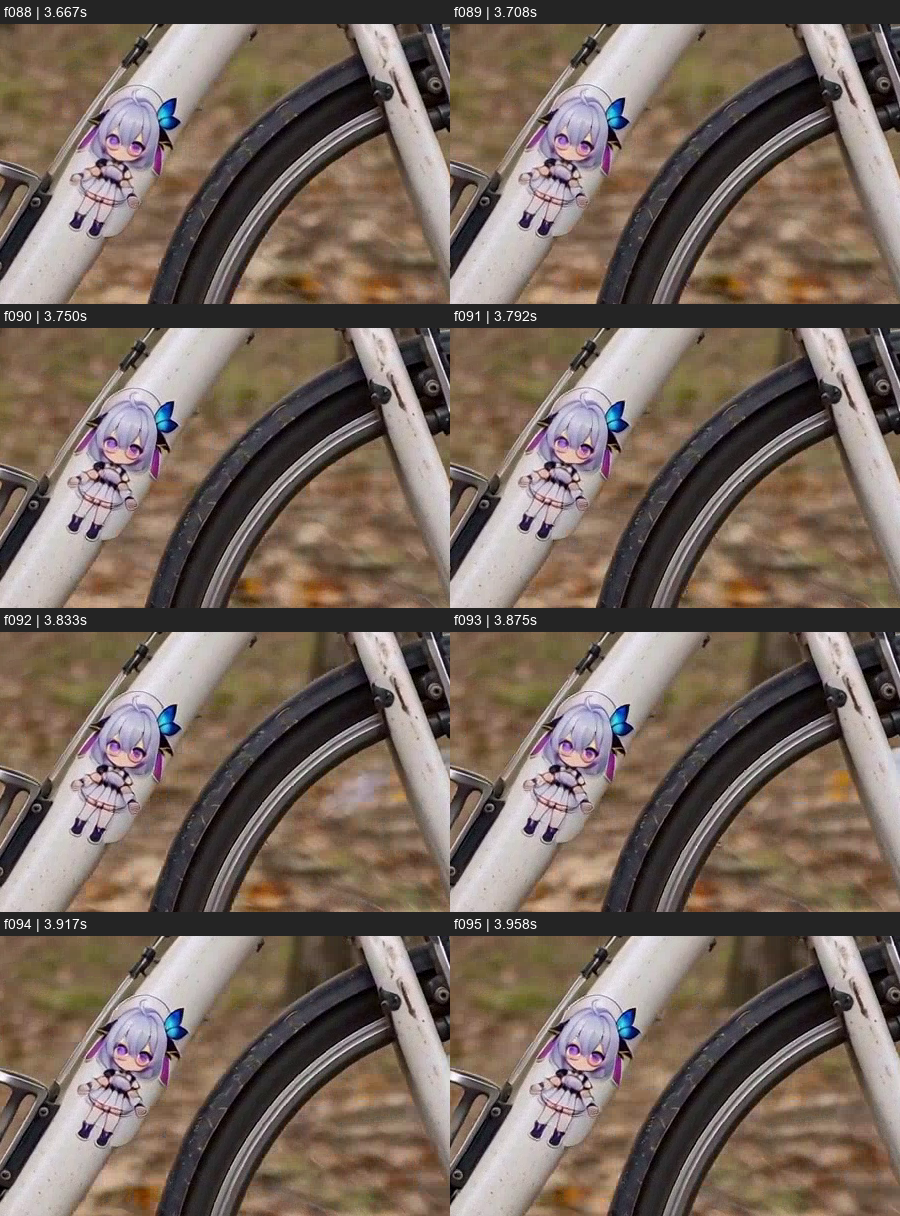 f088 | 3.667s
f089 | 3.708s
f090 | 3.750s
f091 | 3.792s
f092 | 3.833s
f093 | 3.875s
f094 | 3.917s
f095 | 3.958s